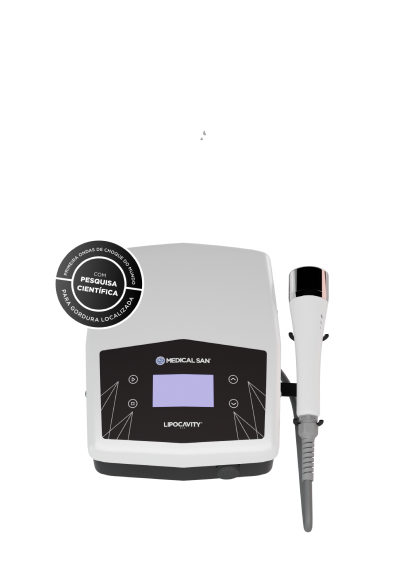 PRIMEIRA ONDAS DE CHOQUE DO MUNDO
COM
PESQUISA
CIENTÍFICA
PARA GORDURA LOCALIZADA
MEDICAL SAN
LIPOCAVITY